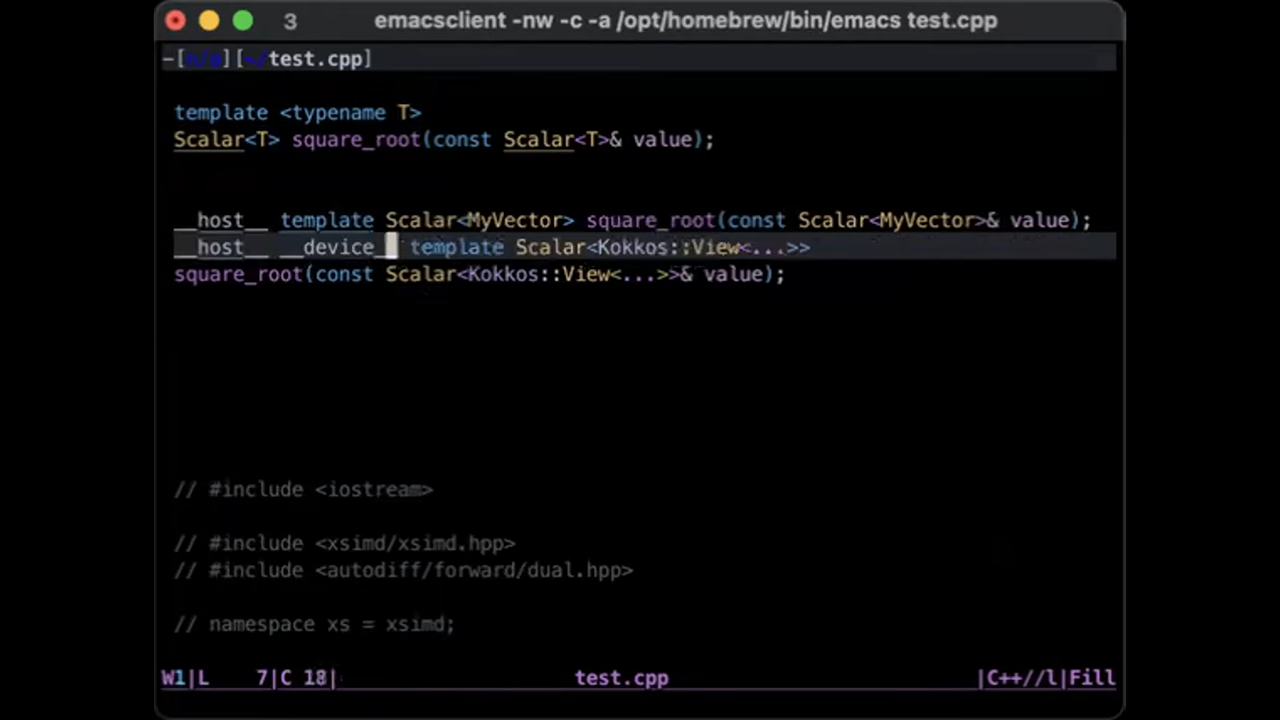 3 emacsclient -nw -c -a /opt/homebrew/bin/emacs test.cpp
-[n/a][~/test.cpp]
template <typename T>
Scalar<T> square_root(const Scalar<T>& value);
__host__ template Scalar<MyVector> square_root(const Scalar<MyVector>& value);
__host__ __device__ template Scalar<Kokkos::View<...>>
square_root(const Scalar<Kokkos::View<...>>& value);
// #include <iostream>
// #include <xsimd/xsimd.hpp>
// #include <autodiff/forward/dual.hpp>
// namespace xs = xsimd;
W1|L 7|C 18| test.cpp |C++//l|Fill